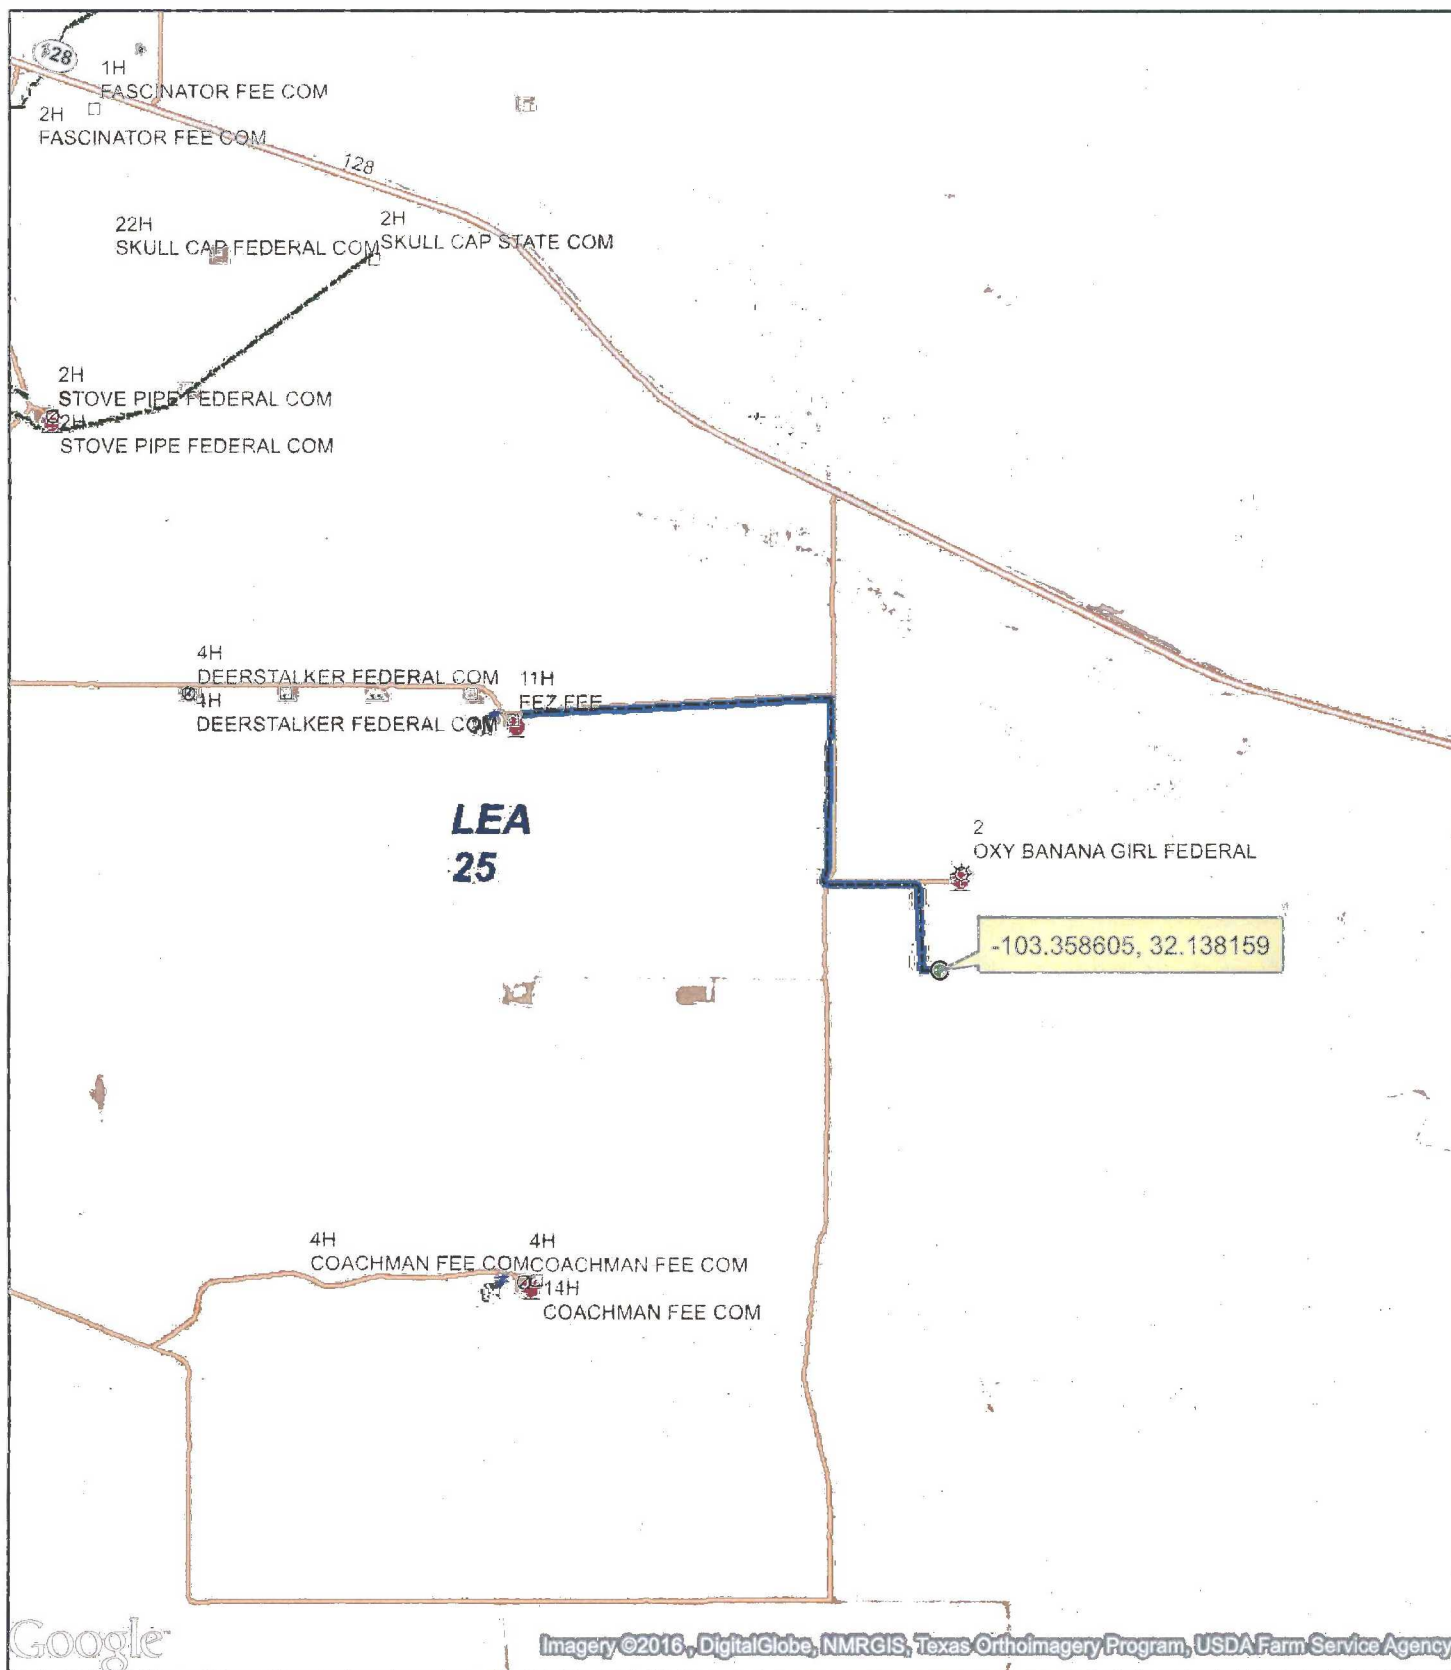 128
1H
FASCINATOR FEE COM
2H
FASCINATOR FEE COM
128
22H
SKULL CAP FEDERAL COM
2H
SKULL CAP STATE COM
2H
STOVE PIPE FEDERAL COM
2H
STOVE PIPE FEDERAL COM
4H
DEERSTALKER FEDERAL COM
11H
FEZ FEE
4H
DEERSTALKER FEDERAL COM
LEA
25
2
OXY BANANA GIRL FEDERAL
-103.358605, 32.138159
4H
COACHMAN FEE COM
4H
COACHMAN FEE COM
14H
COACHMAN FEE COM
Google
Imagery ©2016 , DigitalGlobe, NMRGIS, Texas Orthoimagery Program, USDA Farm Service Agency